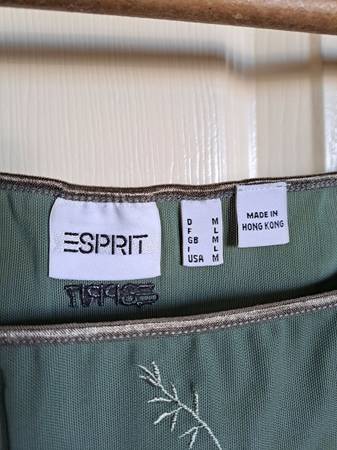 ESPRIT
D M
F L
GB M
I L
USA M
MADE IN
HONG KONG
ESPRIT